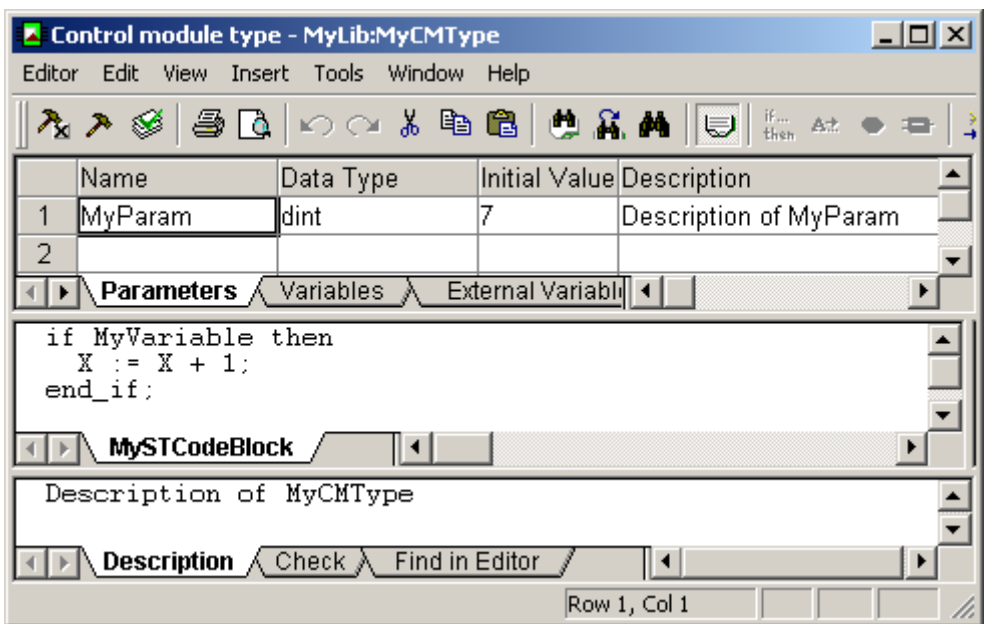 Control module type - MyLib:MyCMType
Editor Edit View Insert Tools Window Help
if... then
Name Data Type Initial Value Description
1 MyParam dint 7 Description of MyParam
2
Parameters Variables External Variabl
if MyVariable then
X := X + 1;
end_if;
MySTCodeBlock
Description of MyCMType
Description Check Find in Editor
Row 1, Col 1